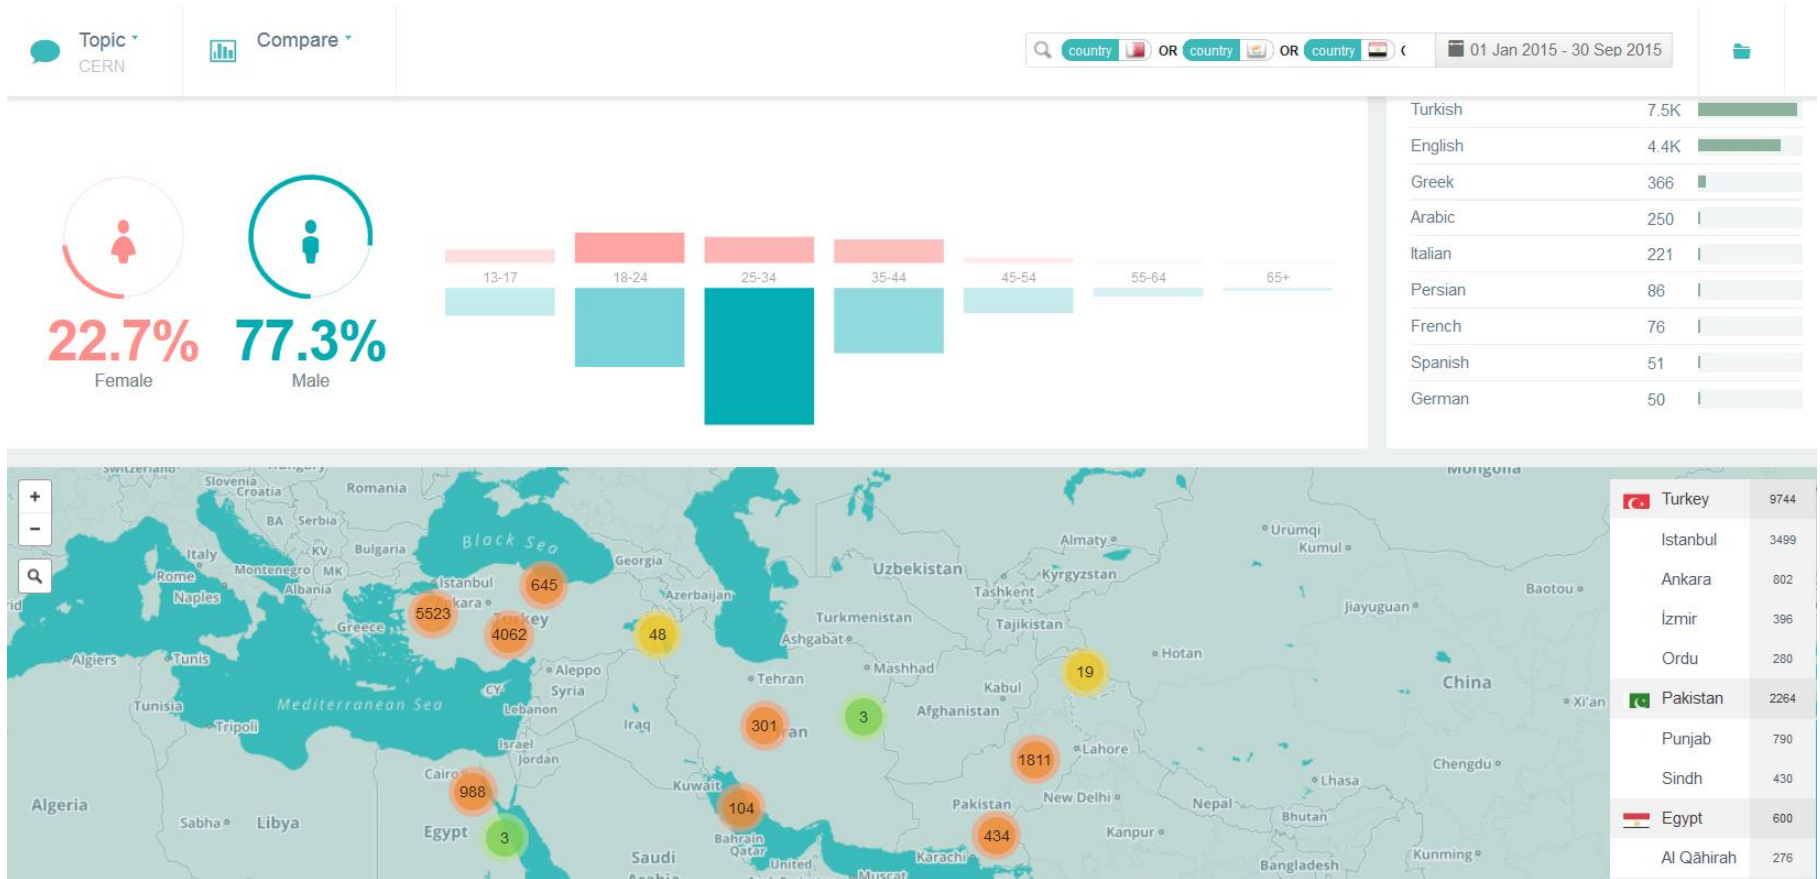 Topic
CERN
Compare
country OR country OR country
01 Jan 2015 - 30 Sep 2015
Turkish 7.5K
English 4.4K
Greek 366
Arabic 250
Italian 221
Persian 86
French 76
Spanish 51
German 50
13-17 18-24 25-34 35-44 45-54 55-64 65+
22.7% 77.3%
Female Male
+
−
Switzerland
Slovenia
Croatia
Romania
Mongolia
BA Serbia
Black Sea
Italy
KV Bulgaria
Montenegro MK
Rome
Albania
Naples
Istanbul
Georgia
Azerbaijan
Uzbekistan
Almaty
Kyrgyzstan
Tashkent
Ürümqi
Kumul
Baotou
Jiayuguan
645
5523
Turkey
4062
48
Greece
Turkmenistan
Ashgabat
Tajikistan
Algiers
Tunis
Aleppo
CY
Syria
Tehran
Mashhad
Kabul
19
Hotan
China
Xi'an
Tunisia
Mediterranean Sea
Lebanon
Tripoli
Iraq
301
3
Afghanistan
Israel
Jordan
1811
Lahore
Chengdu
Cairo
988
Kuwait
104
Lhasa
Algeria
Sabha
Libya
Egypt
3
Bahrain
Qatar
Pakistan
New Delhi
Nepal
Bhutan
434
Kanpur
Saudi
Arabia
United
Muscat
Karachi
Bangladesh
Kunming
Turkey 9744
Istanbul 3499
Ankara 802
İzmir 396
Ordu 280
Pakistan 2264
Punjab 790
Sindh 430
Egypt 600
Al Qāhirah 276